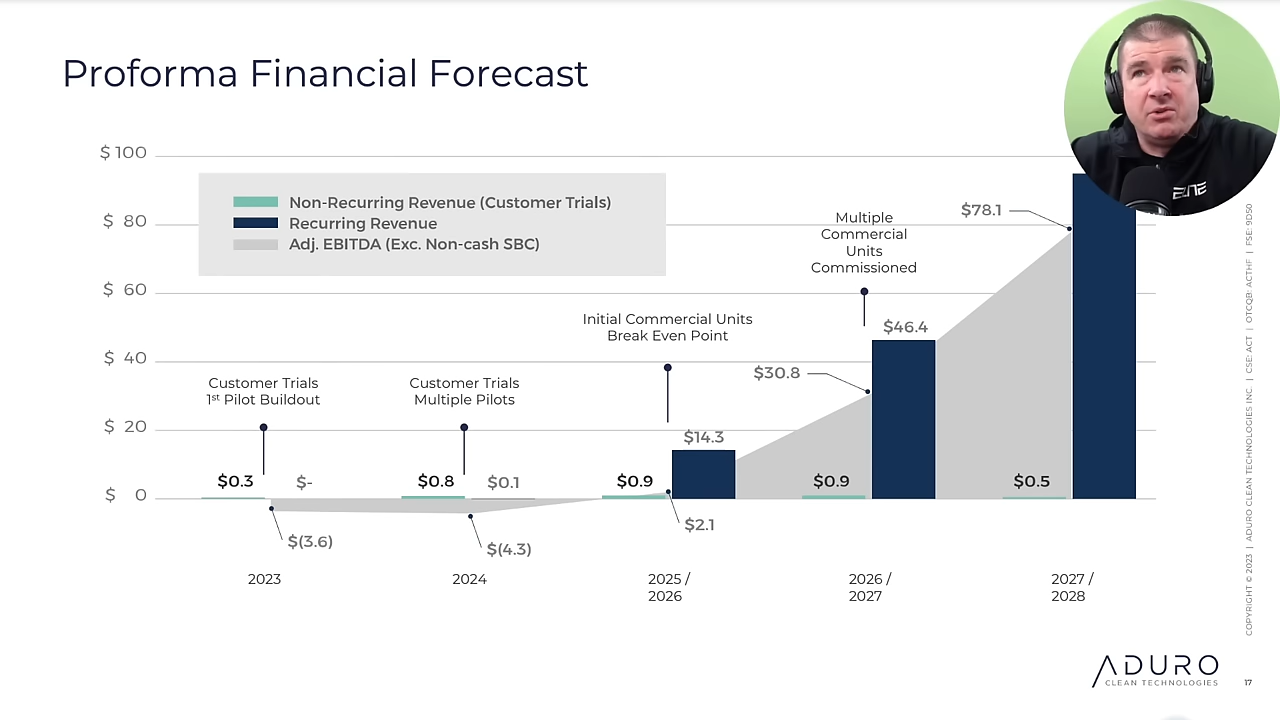 Proforma Financial Forecast
$ 100
$ 80
$ 60
$ 40
$ 20
$ 0
Non-Recurring Revenue (Customer Trials)
Recurring Revenue
Adj. EBITDA (Exc. Non-cash SBC)
Customer Trials
1st Pilot Buildout
Customer Trials
Multiple Pilots
Initial Commercial Units
Break Even Point
Multiple
Commercial
Units
Commissioned
$0.3
$-
$(3.6)
$0.8
$0.1
$(4.3)
$0.9
$14.3
$2.1
$30.8
$0.9
$46.4
$78.1
$0.5
2023
2024
2025 /
2026
2026 /
2027
2027 /
2028
COPYRIGHT © 2023 | ADURO CLEAN TECHNOLOGIES INC. | CSE: ACT | OTCQB: ACTHF | FSE: 9D50
ADURO
CLEAN TECHNOLOGIES
17